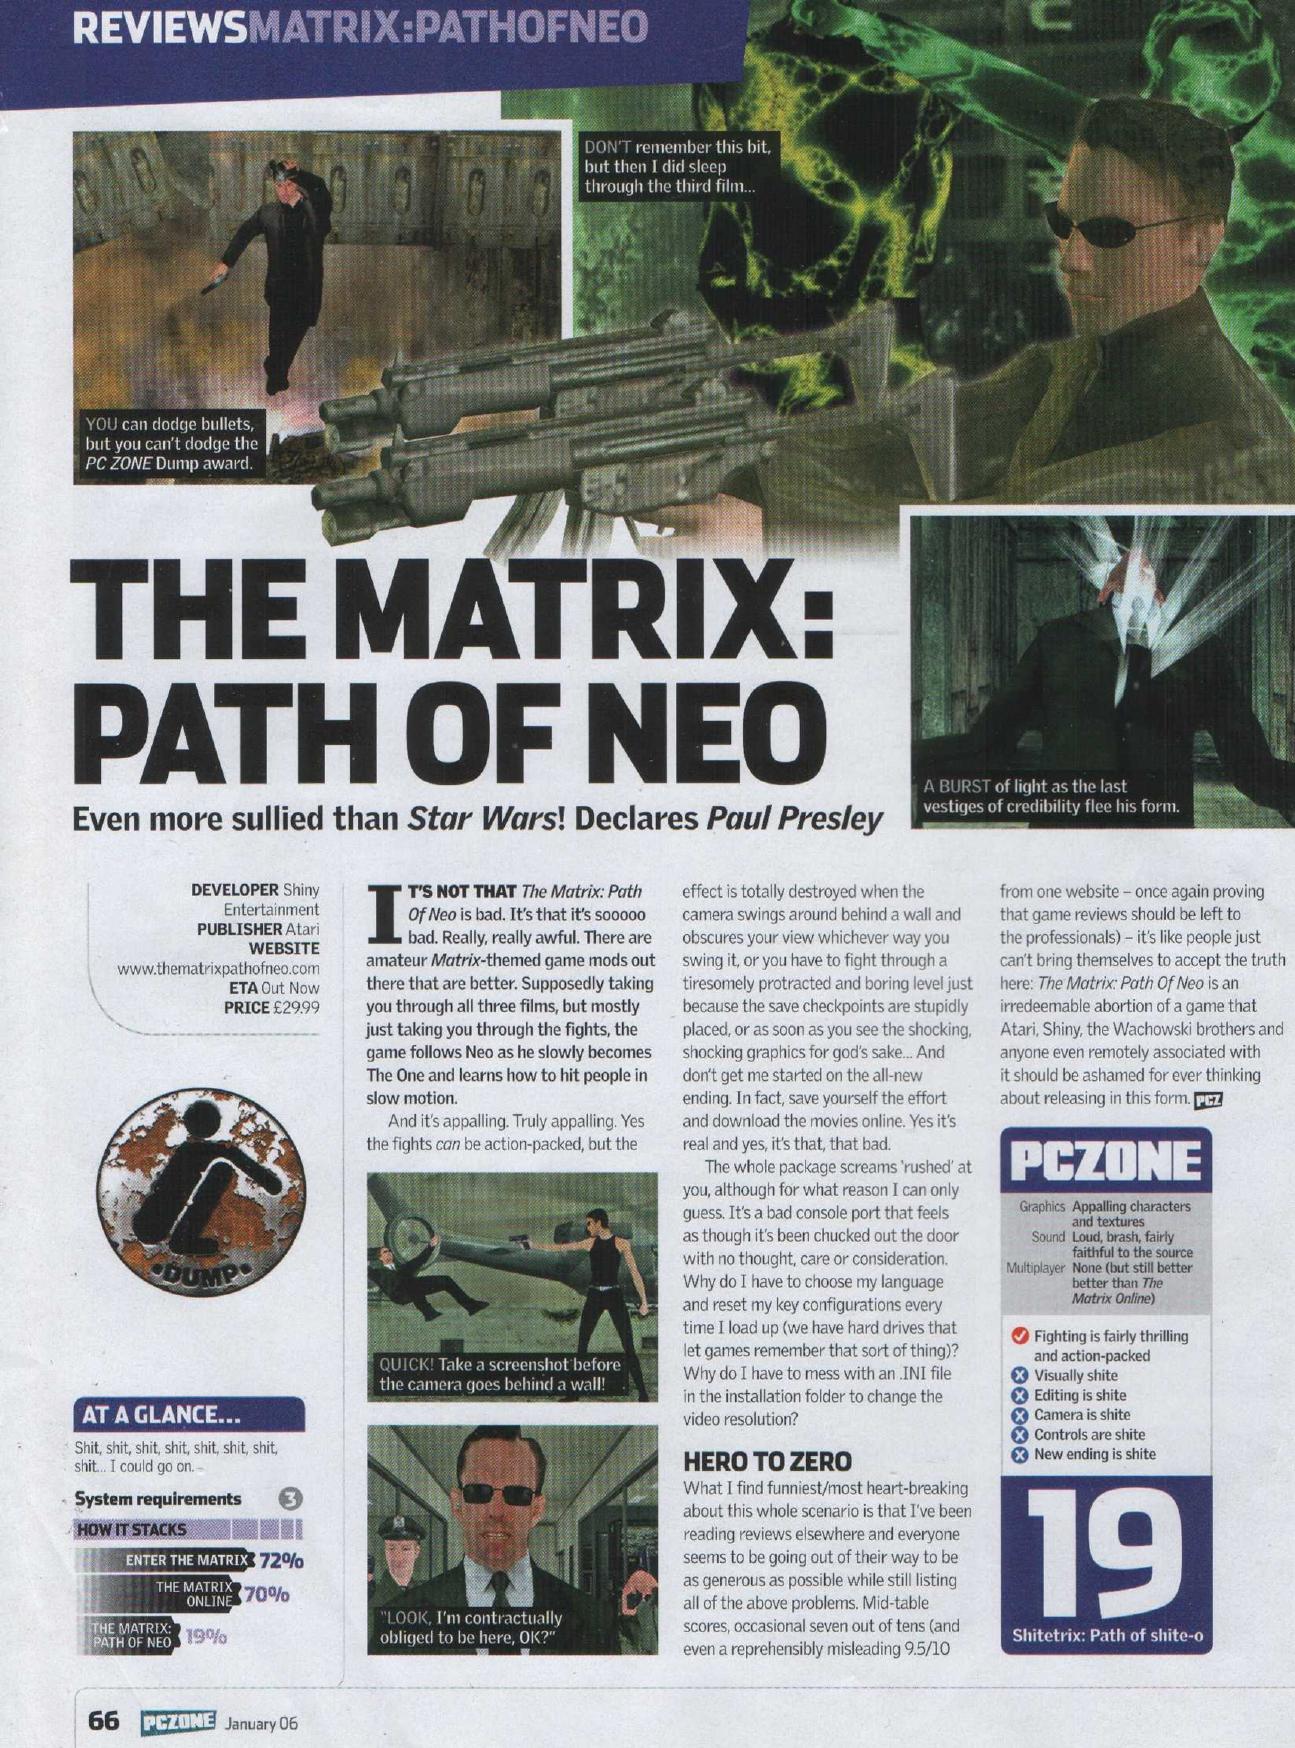 REVIEWSMATRIX:PATHOFNEO
DON'T remember this bit,
but then I did sleep
through the third film...
YOU can dodge bullets,
but you can't dodge the
PC ZONE Dump award.
THE MATRIX:
PATH OF NEO
A BURST of light as the last
vestiges of credibility flee his form.
Even more sullied than Star Wars! Declares Paul Presley
DEVELOPER Shiny
Entertainment
PUBLISHER Atari
WEBSITE
www.thematrixpathofneo.com
ETA Out Now
PRICE £29.99
•DUMP•
AT A GLANCE...
Shit, shit, shit, shit, shit, shit, shit,
shit... I could go on.
System requirements 3
HOW IT STACKS
ENTER THE MATRIX 72%
THE MATRIX
ONLINE 70%
THE MATRIX:
PATH OF NEO 19%
IT'S NOT THAT The Matrix: Path
Of Neo is bad. It's that it's sooooo
bad. Really, really awful. There are
amateur Matrix-themed game mods out
there that are better. Supposedly taking
you through all three films, but mostly
just taking you through the fights, the
game follows Neo as he slowly becomes
The One and learns how to hit people in
slow motion.
And it's appalling. Truly appalling. Yes
the fights can be action-packed, but the
QUICK! Take a screenshot before
the camera goes behind a wall!
"LOOK, I'm contractually
obliged to be here, OK?"
effect is totally destroyed when the
camera swings around behind a wall and
obscures your view whichever way you
swing it, or you have to fight through a
tiresomely protracted and boring level just
because the save checkpoints are stupidly
placed, or as soon as you see the shocking,
shocking graphics for god's sake... And
don't get me started on the all-new
ending. In fact, save yourself the effort
and download the movies online. Yes it's
real and yes, it's that, that bad.
The whole package screams 'rushed' at
you, although for what reason I can only
guess. It's a bad console port that feels
as though it's been chucked out the door
with no thought, care or consideration.
Why do I have to choose my language
and reset my key configurations every
time I load up (we have hard drives that
let games remember that sort of thing)?
Why do I have to mess with an .INI file
in the installation folder to change the
video resolution?
HERO TO ZERO
What I find funniest/most heart-breaking
about this whole scenario is that I've been
reading reviews elsewhere and everyone
seems to be going out of their way to be
as generous as possible while still listing
all of the above problems. Mid-table
scores, occasional seven out of tens (and
even a reprehensibly misleading 9.5/10
from one website – once again proving
that game reviews should be left to
the professionals) – it's like people just
can't bring themselves to accept the truth
here: The Matrix: Path Of Neo is an
irredeemable abortion of a game that
Atari, Shiny, the Wachowski brothers and
anyone even remotely associated with
it should be ashamed for ever thinking
about releasing in this form. PCZ
PCZONE
Graphics Appalling characters
and textures
Sound Loud, brash, fairly
faithful to the source
Multiplayer None (but still better
better than The
Matrix Online)
Fighting is fairly thrilling
and action-packed
Visually shite
Editing is shite
Camera is shite
Controls are shite
New ending is shite
19
Shitetrix: Path of shite-o
66 PCZONE January 06